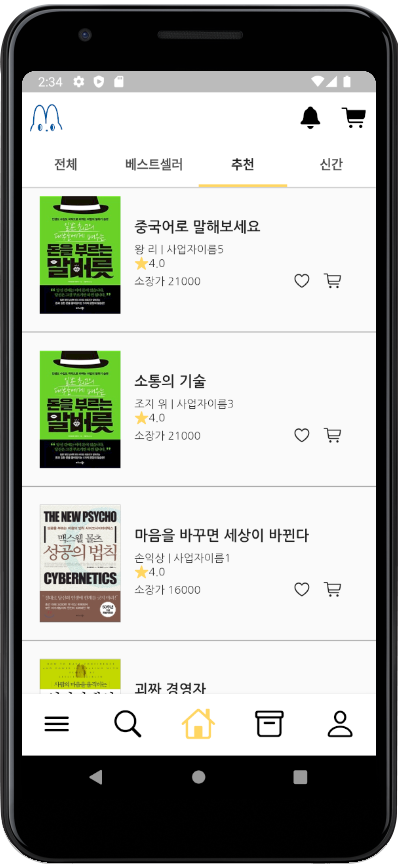 2:34
전체 베스트셀러 추천 신간
돈을 부르는
말버릇
중국어로 말해보세요
왕 리 | 사업자이름5
4.0
소장가 21000
돈을 부르는
말버릇
소통의 기술
조지 위 | 사업자이름3
4.0
소장가 21000
THE NEW PSYCHO
맥스웰 몰츠
성공의 법칙
CYBERNETICS
마음을 바꾸면 세상이 바뀐다
손익상 | 사업자이름1
4.0
소장가 16000
괴짜 경영자